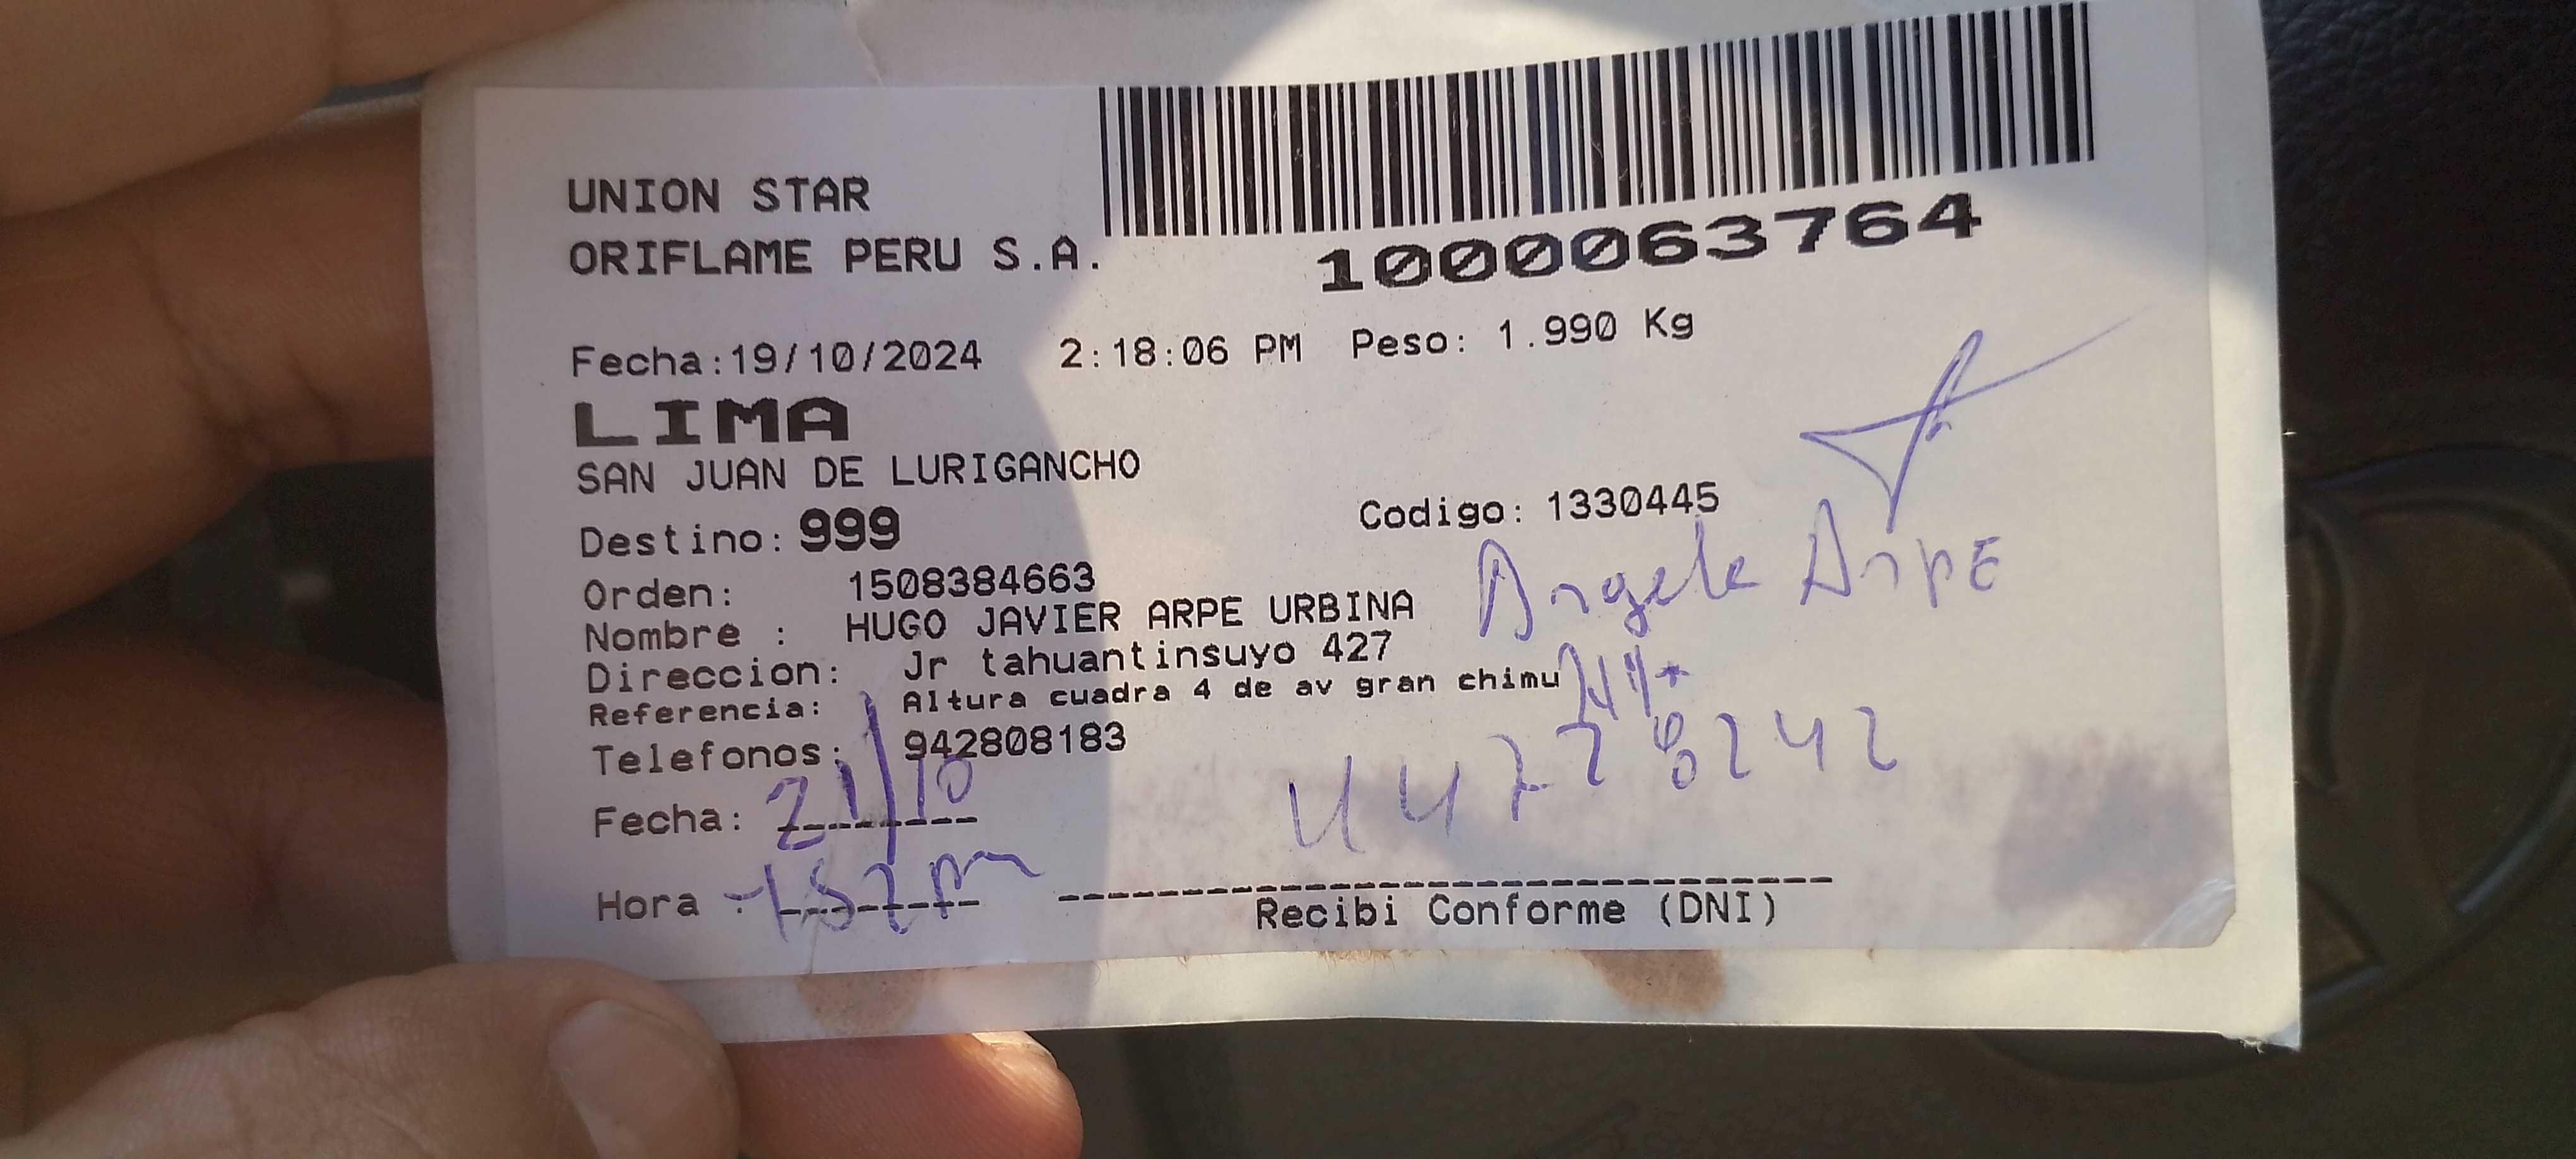 UNION STAR
ORIFLAME PERU S.A.
1000063764
Fecha:19/10/2024 2:18:06 PM Peso: 1.990 Kg
LIMA
SAN JUAN DE LURIGANCHO
Destino: 999 Codigo: 1330445
Orden: 1508384663
Nombre : HUGO JAVIER ARPE URBINA
Angela Arpe
Direccion: Jr tahuantinsuyo 427
Referencia: Altura cuadra 4 de av gran chimu
Telefonos: 942808183
Fecha: 21/10
Hora :
Recibi Conforme (DNI)